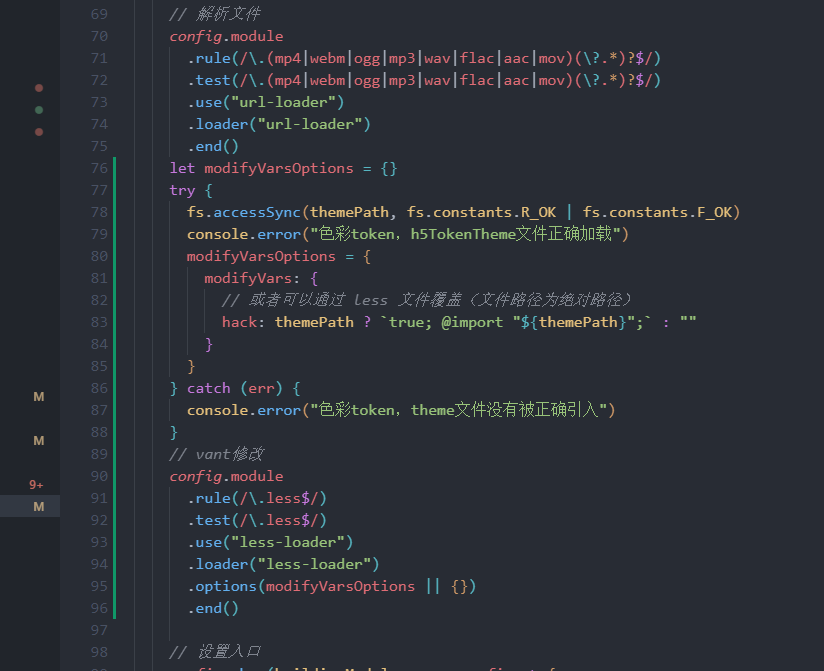 69 // 解析文件
70 config.module
71 .rule(/\.(mp4|webm|ogg|mp3|wav|flac|aac|mov)(\?.*)?$/)
72 .test(/\.(mp4|webm|ogg|mp3|wav|flac|aac|mov)(\?.*)?$/)
73 .use("url-loader")
74 .loader("url-loader")
75 .end()
76 let modifyVarsOptions = {}
77 try {
78 fs.accessSync(themePath, fs.constants.R_OK | fs.constants.F_OK)
79 console.error("色彩token，h5TokenTheme文件正确加载")
80 modifyVarsOptions = {
81 modifyVars: {
82 // 或者可以通过 less 文件覆盖（文件路径为绝对路径）
83 hack: themePath ? `true; @import "${themePath}";` : ""
84 }
85 }
M 86 } catch (err) {
87 console.error("色彩token，theme文件没有被正确引入")
M 88 }
89 // vant修改
9+ 90 config.module
M 91 .rule(/\.less$/)
92 .test(/\.less$/)
93 .use("less-loader")
94 .loader("less-loader")
95 .options(modifyVarsOptions || {})
96 .end()
97
98 // 设置入口